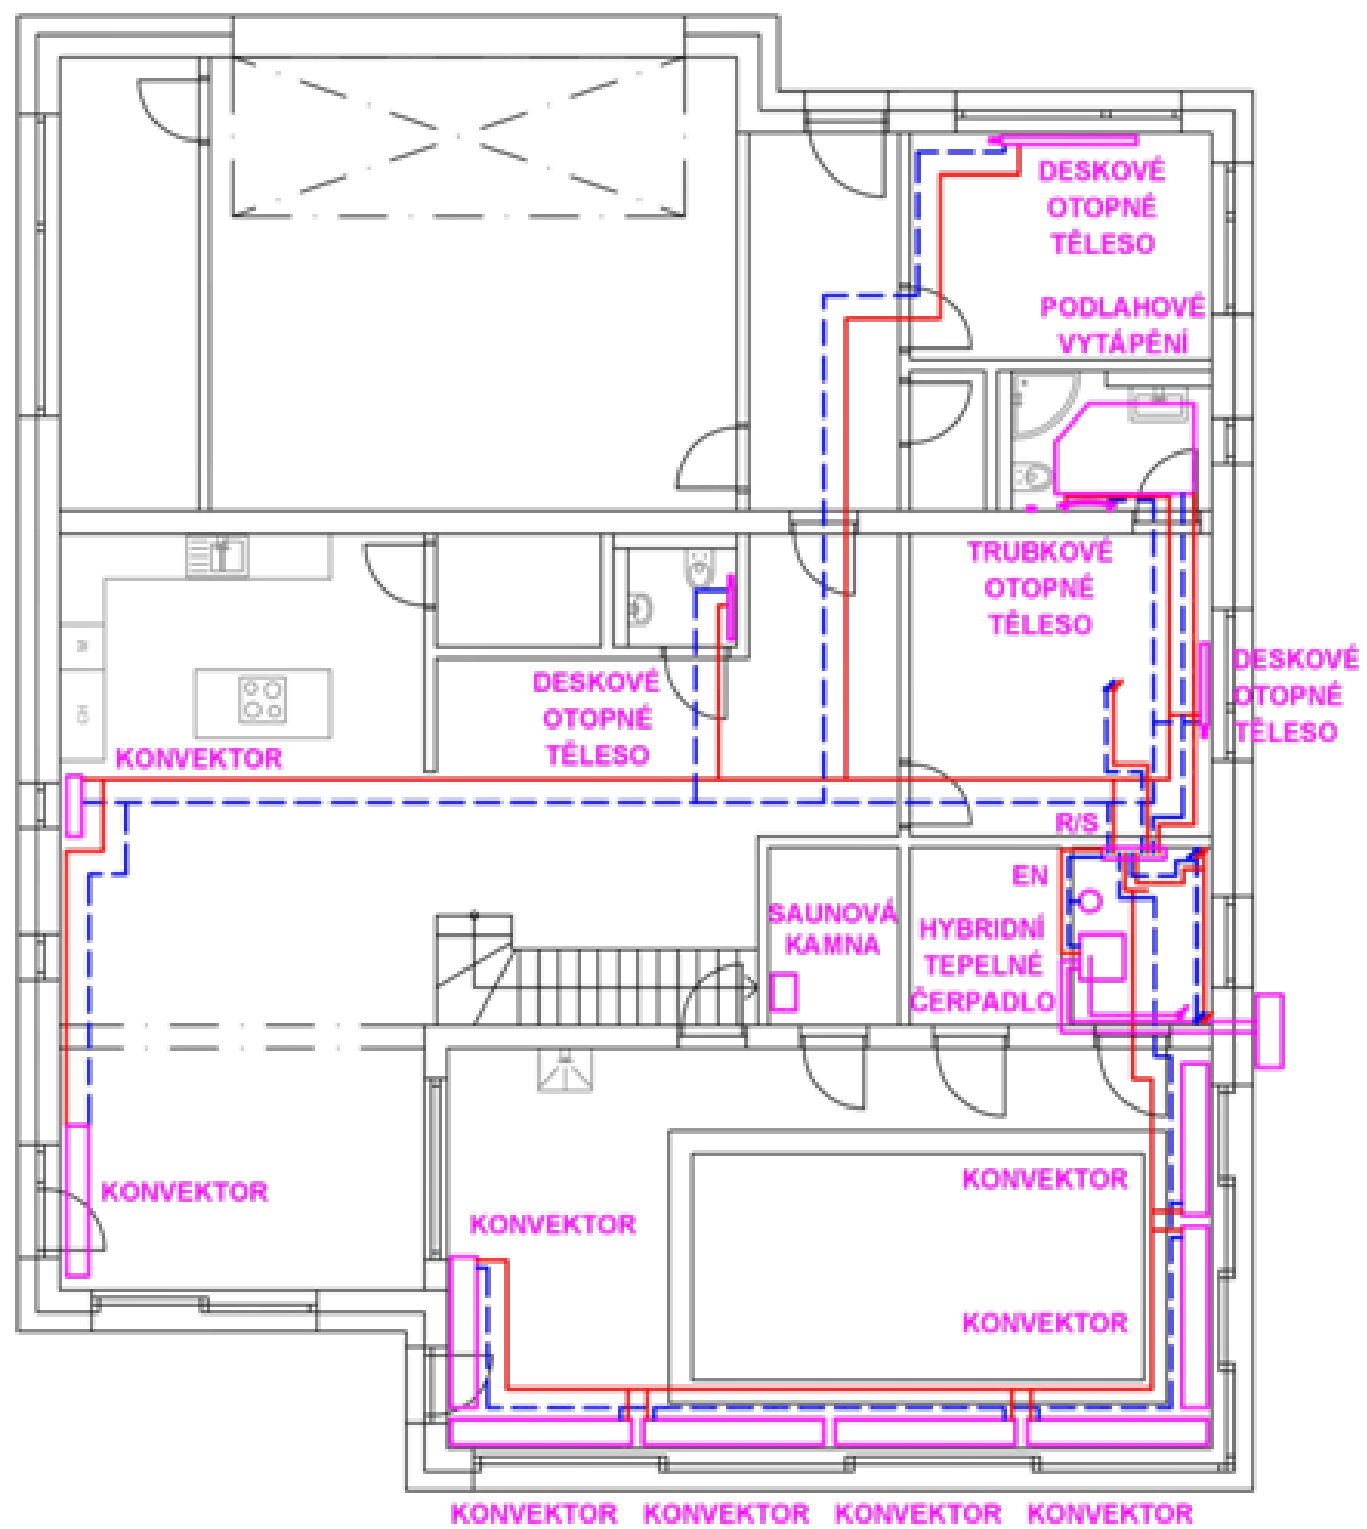 DESKOVÉ
OTOPNÉ
TĚLESO
PODLAHOVÉ
VYTÁPĚNÍ
TRUBKOVÉ
OTOPNÉ
TĚLESO
DESKOVÉ
OTOPNÉ
TĚLESO
DESKOVÉ
OTOPNÉ
TĚLESO
KONVEKTOR
R/S
EN
SAUNOVÁ
KAMNA
HYBRIDNÍ
TEPELNÉ
ČERPADLO
KONVEKTOR
KONVEKTOR
KONVEKTOR
KONVEKTOR
KONVEKTOR KONVEKTOR KONVEKTOR KONVEKTOR